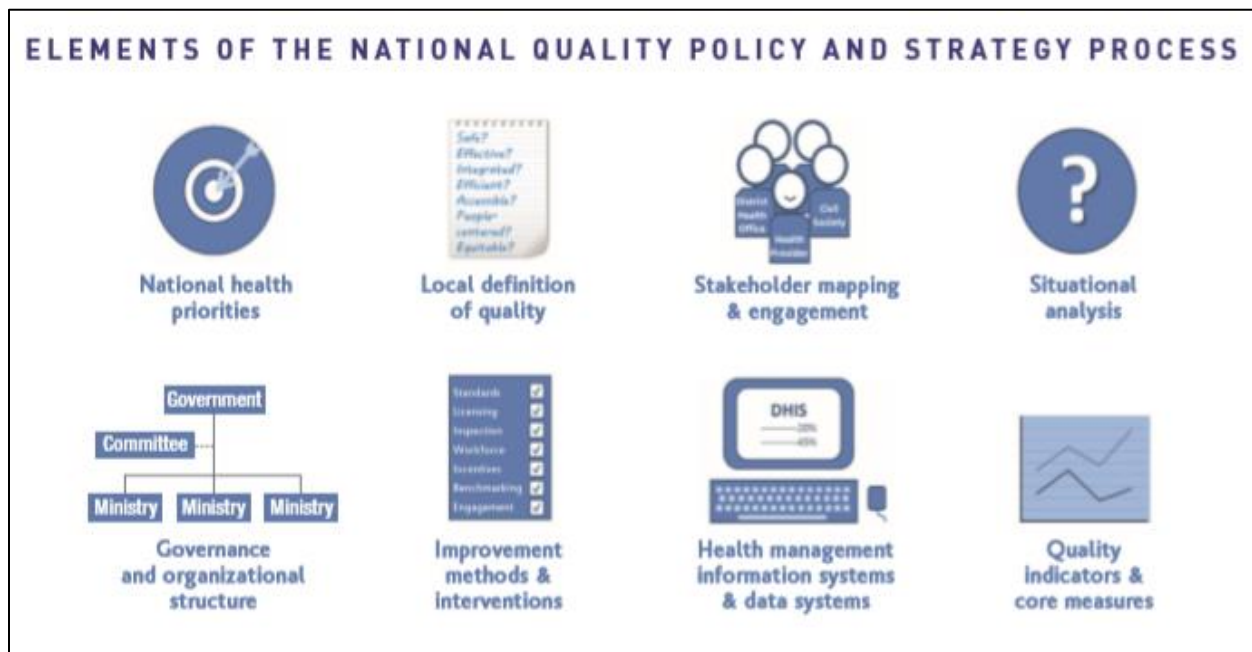 ELEMENTS OF THE NATIONAL QUALITY POLICY AND STRATEGY PROCESS
Safe?
Effective?
Integrated?
Efficient?
Accessible?
People-
centered?
Equitable?
District
Health
Office
Civil
Society
Health
Provider
National health
priorities
Local definition
of quality
Stakeholder mapping
& engagement
Situational
analysis
?
Government
Committee
Ministry Ministry Ministry
Standards
Licensing
Inspection
Workforce
Incentives
Benchmarking
Engagement
DHIS
20%
45%
Governance
and organizational
structure
Improvement
methods &
interventions
Health management
information systems
& data systems
Quality
indicators &
core measures